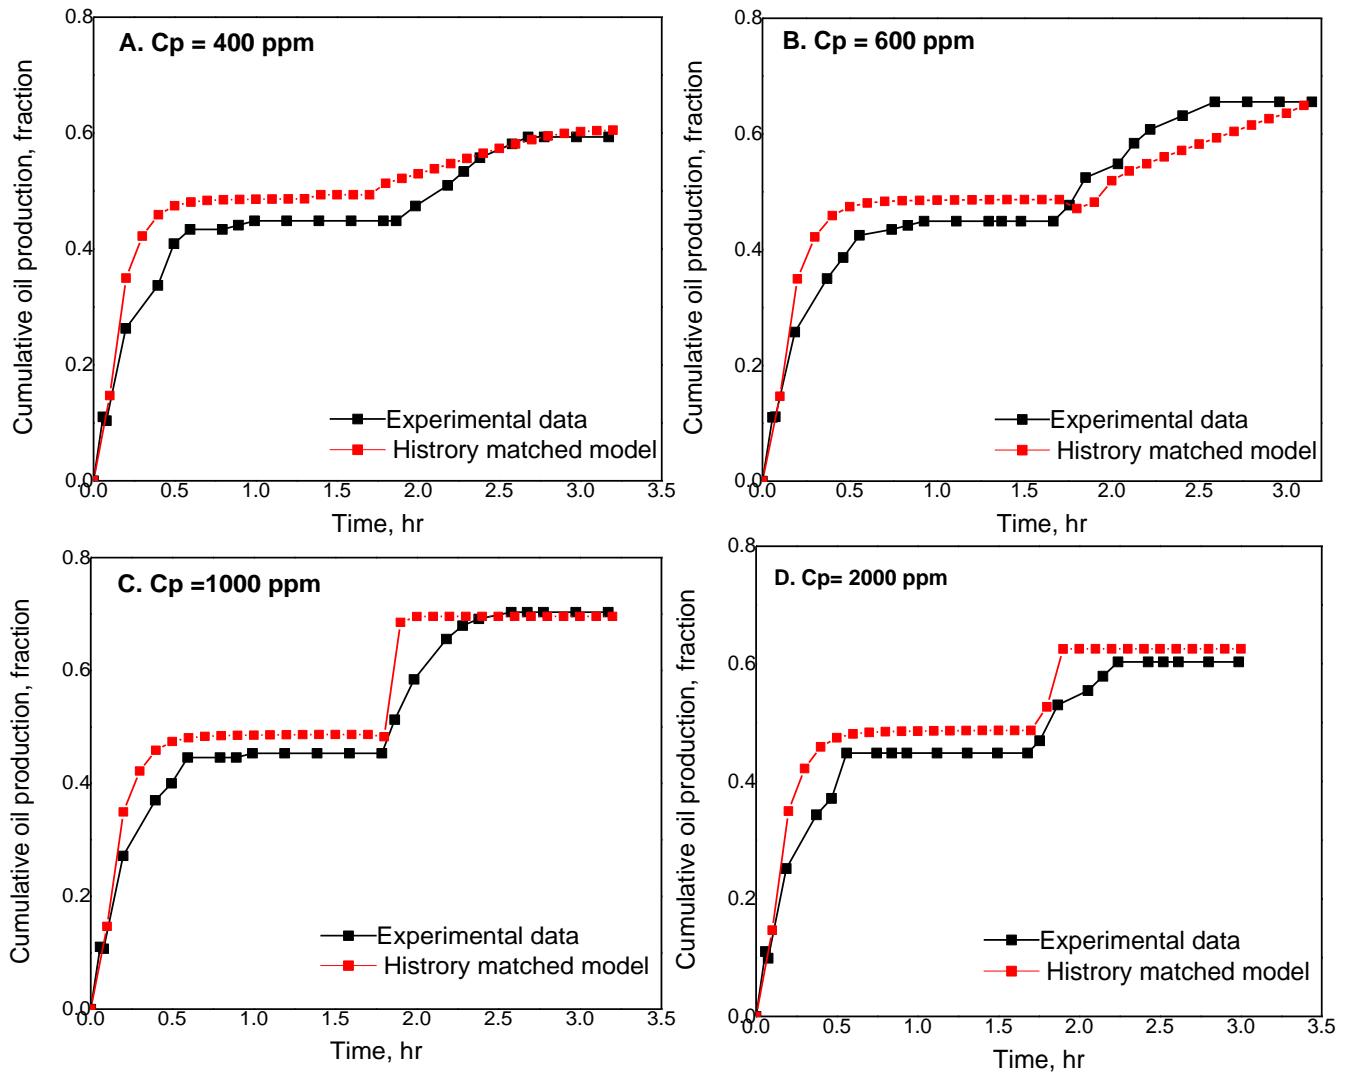 A. Cp = 400 ppm
Cumulative oil production, fraction
0.8
0.6
0.4
0.2
0.0
Experimental data
Histrory matched model
0.0 0.5 1.0 1.5 2.0 2.5 3.0 3.5
Time, hr
B. Cp = 600 ppm
Cumulative oil production, fraction
0.8
0.6
0.4
0.2
0.0
Experimental data
Histrory matched model
0.0 0.5 1.0 1.5 2.0 2.5 3.0
Time, hr
C. Cp =1000 ppm
Cumulative oil production, fraction
0.8
0.6
0.4
0.2
0.0
Experimental data
Histrory matched model
0.0 0.5 1.0 1.5 2.0 2.5 3.0 3.5
Time, hr
D. Cp= 2000 ppm
Cumulative oil production, fraction
0.8
0.6
0.4
0.2
0.0
Experimental data
Histrory matched model
0.0 0.5 1.0 1.5 2.0 2.5 3.0 3.5
Time, hr